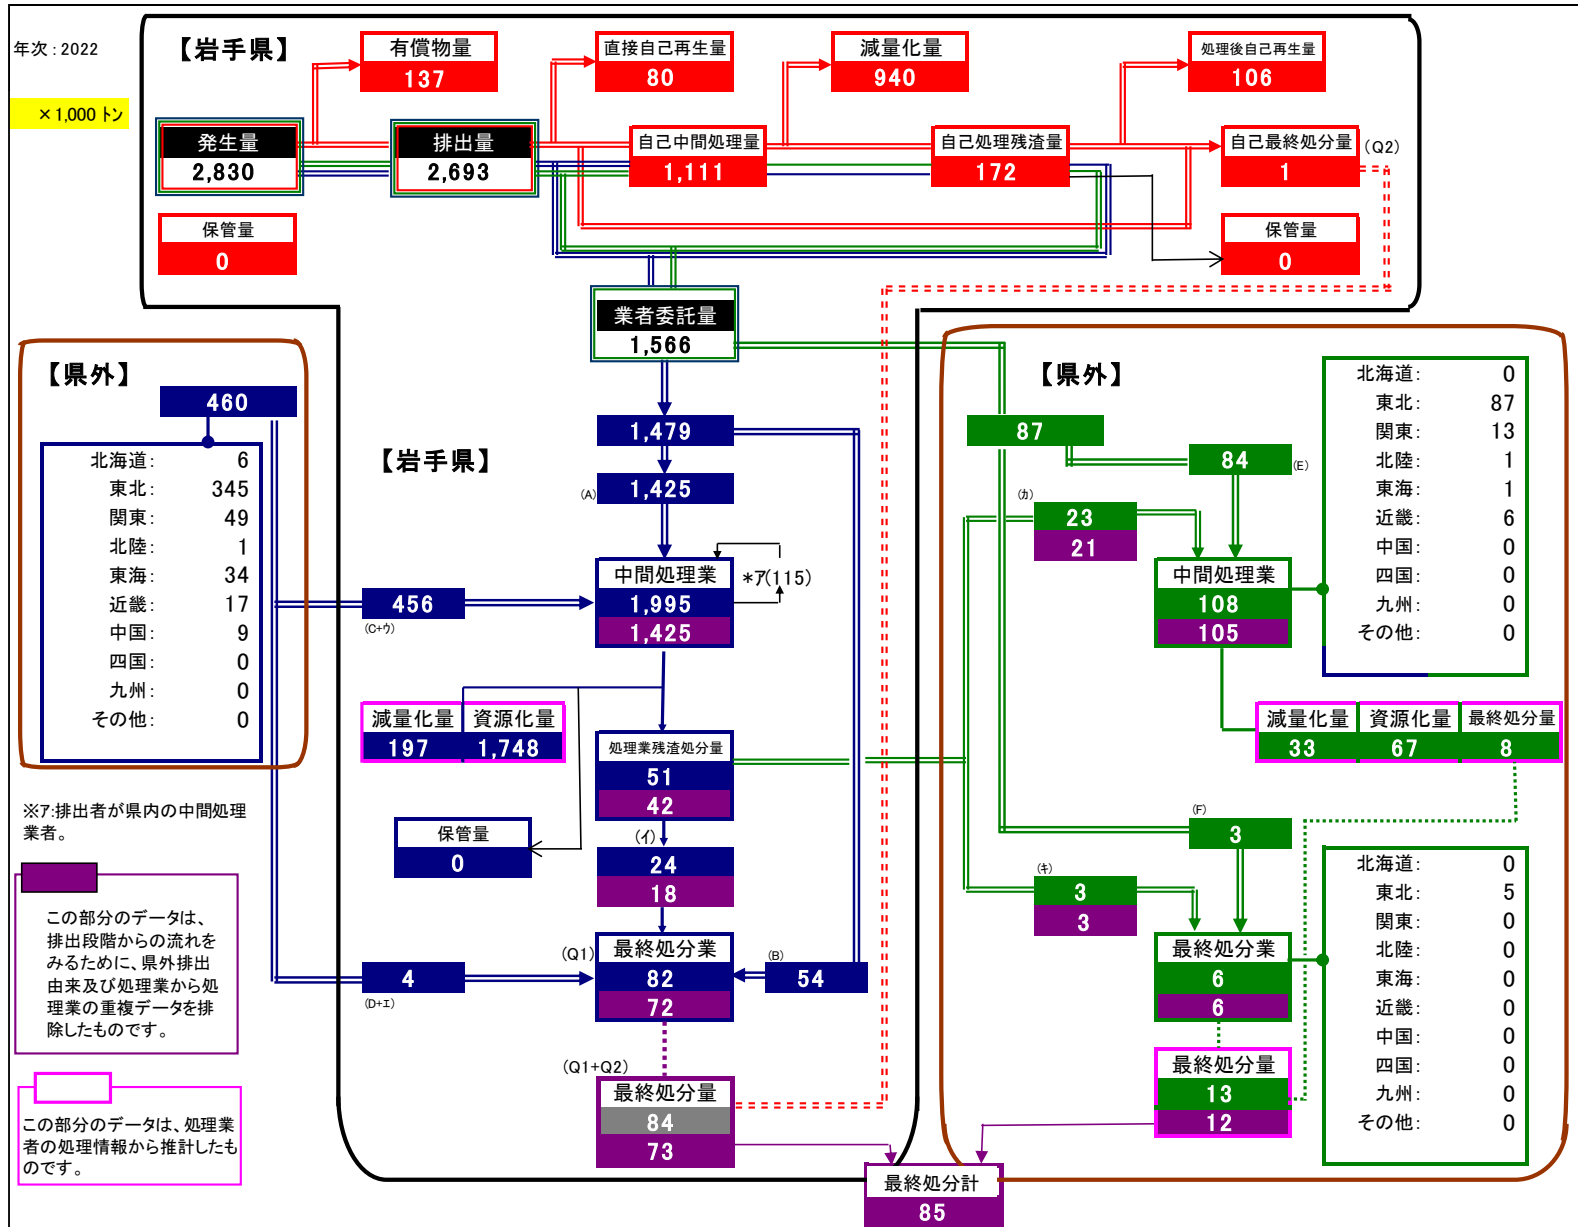 年次：2022
×1,000 トン
【岩手県】
有償物量
137
直接自己再生量
80
減量化量
940
処理後自己再生量
106
発生量
2,830
排出量
2,693
自己中間処理量
1,111
自己処理残渣量
172
自己最終処分量
1
(Q2)
保管量
0
保管量
0
業者委託量
1,566
【県外】
460
北海道： 6
東北： 345
関東： 49
北陸： 1
東海： 34
近畿： 17
中国： 9
四国： 0
九州： 0
その他： 0
【岩手県】
1,479
(A)
1,425
中間処理業
1,995
1,425
*ア(115)
456
(C+ウ)
減量化量
197
資源化量
1,748
処理業残渣処分量
51
42
保管量
0
(イ)
24
18
(Q1)
最終処分業
82
72
(B)
54
4
(D+エ)
(Q1+Q2)
最終処分量
84
73
【県外】
87
84
(E)
(カ)
23
21
中間処理業
108
105
北海道： 0
東北： 87
関東： 13
北陸： 1
東海： 1
近畿： 6
中国： 0
四国： 0
九州： 0
その他： 0
減量化量
33
資源化量
67
最終処分量
8
(F)
3
(キ)
3
3
最終処分業
6
6
北海道： 0
東北： 5
関東： 0
北陸： 0
東海： 0
近畿： 0
中国： 0
四国： 0
九州： 0
その他： 0
最終処分量
13
12
最終処分計
85
※ア:排出者が県内の中間処理
業者。
この部分のデータは、
排出段階からの流れを
みるために、県外排出
由来及び処理業から処
理業の重複データを排
除したものです。
この部分のデータは、処理業
者の処理情報から推計したも
のです。